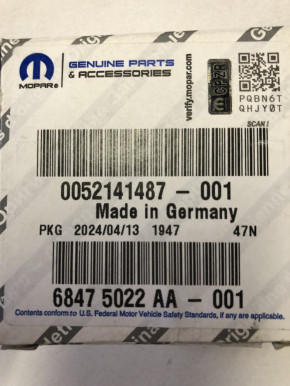 GENUINE PARTS
& ACCESSORIES
MOPAR®
verify.mopar.com
PQBN6T
QHJY0T
SCAN!
0052141487 - 001
Made in Germany
PKG 2024/04/13 1947 47N
6847 5022 AA - 001
Contents conform to U.S. Federal Motor Vehicle Safety Standards, if any are applicable.